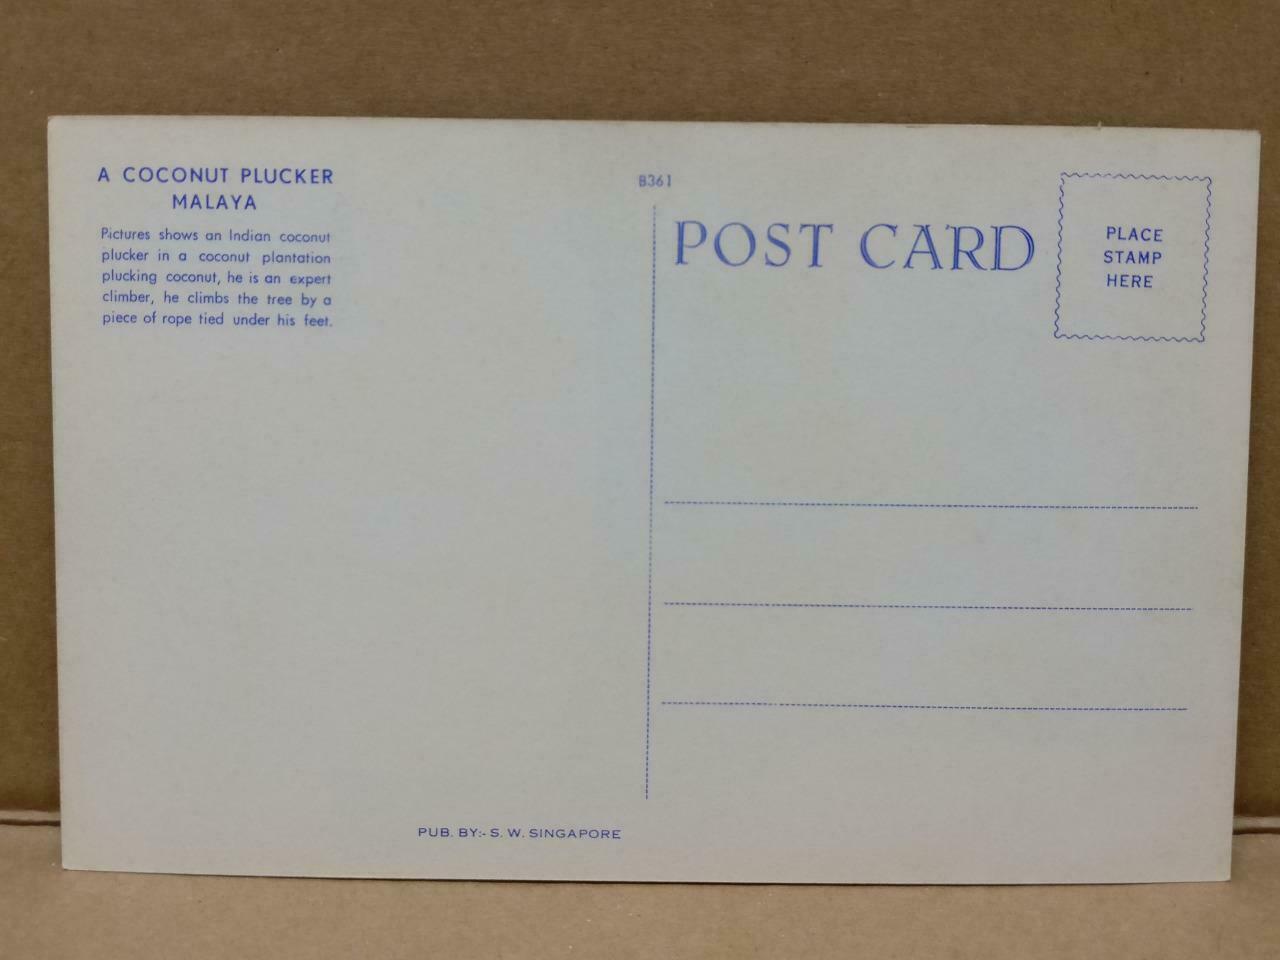 A COCONUT PLUCKER
MALAYA
Pictures shows an Indian coconut
plucker in a coconut plantation
plucking coconut, he is an expert
climber, he climbs the tree by a
piece of rope tied under his feet.
B361
POST CARD
PLACE
STAMP
HERE
PUB. BY:- S. W. SINGAPORE